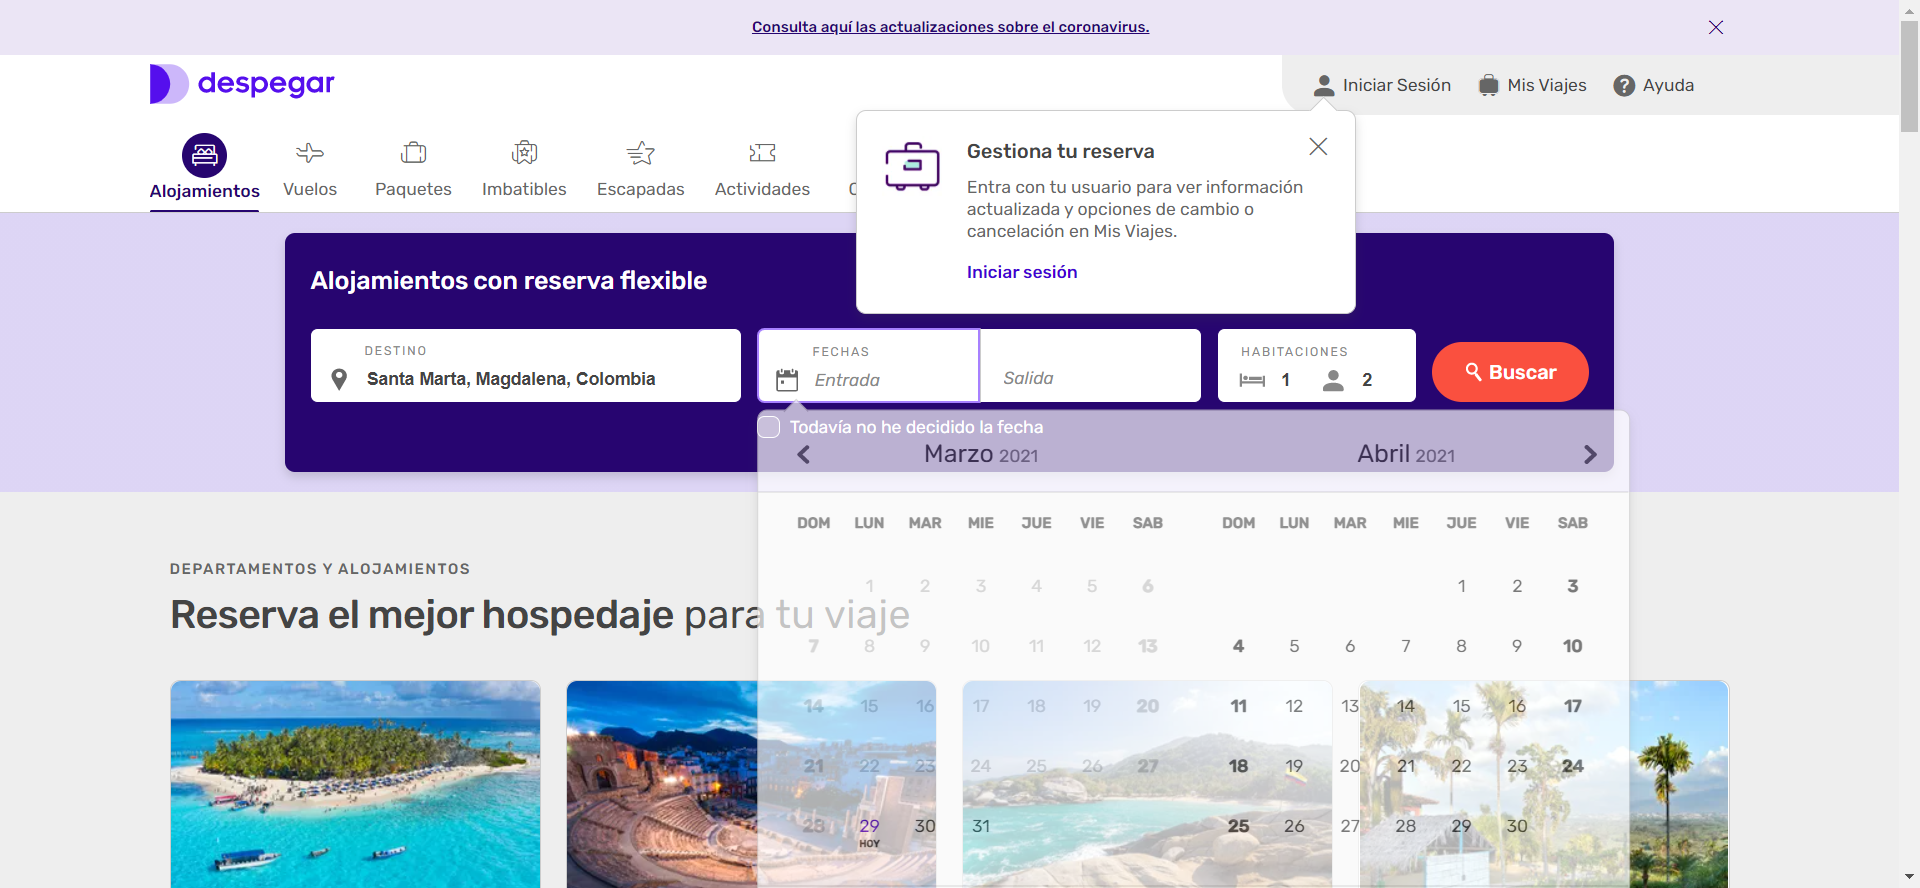 Consulta aquí las actualizaciones sobre el coronavirus.
despegar
Iniciar Sesión
Mis Viajes
Ayuda
Alojamientos
Vuelos
Paquetes
Imbatibles
Escapadas
Actividades
Gestiona tu reserva
Entra con tu usuario para ver información
actualizada y opciones de cambio o
cancelación en Mis Viajes.
Iniciar sesión
Alojamientos con reserva flexible
DESTINO
Santa Marta, Magdalena, Colombia
FECHAS
Entrada
Salida
HABITACIONES
1 2
Buscar
Todavía no he decidido la fecha
Marzo 2021
Abril 2021
DOM LUN MAR MIE JUE VIE SAB
1 2 3 4 5 6
7 8 9 10 11 12 13
14 15 16 17 18 19 20
21 22 23 24 25 26 27
28 29 30 31
HOY
DOM LUN MAR MIE JUE VIE SAB
1 2 3
4 5 6 7 8 9 10
11 12 13 14 15 16 17
18 19 20 21 22 23 24
25 26 27 28 29 30
DEPARTAMENTOS Y ALOJAMIENTOS
Reserva el mejor hospedaje para tu viaje